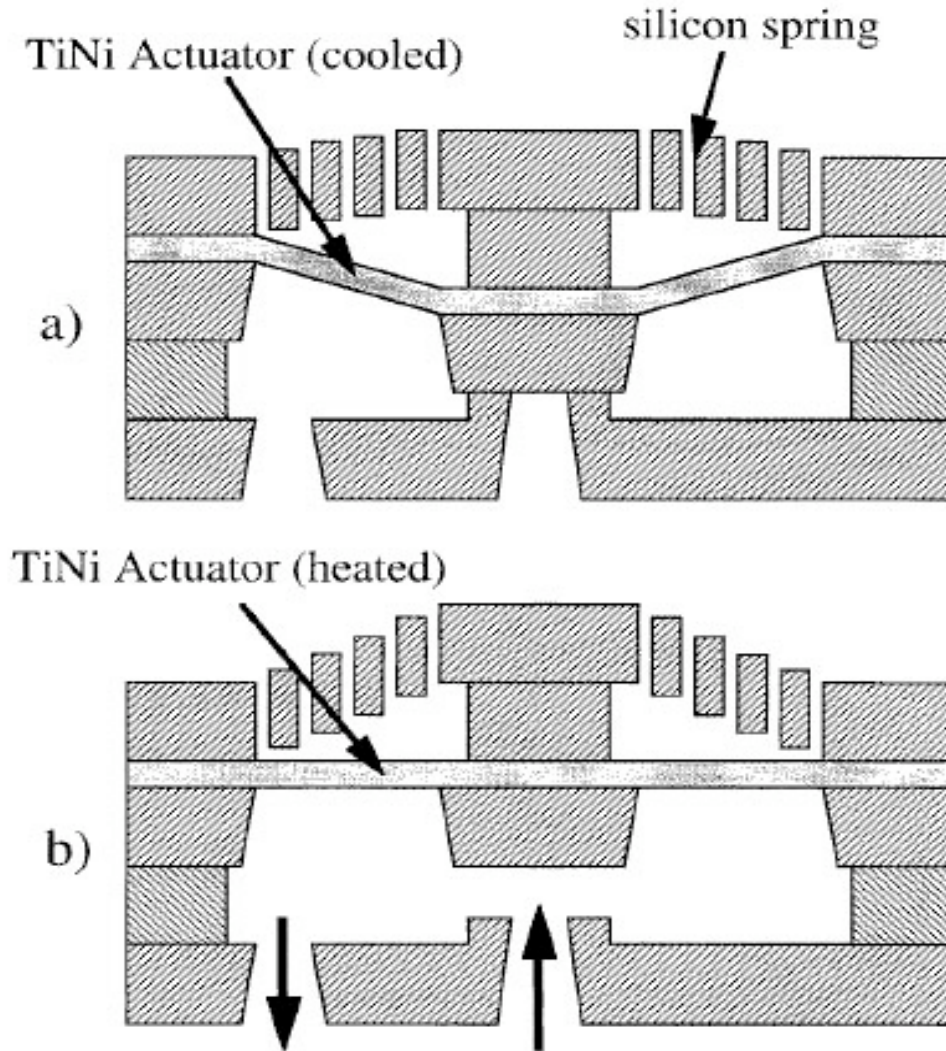 silicon spring
TiNi Actuator (cooled)
a)
TiNi Actuator (heated)
b)